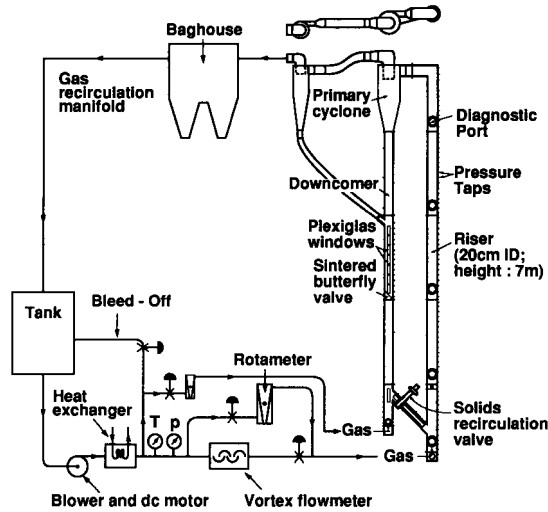 Baghouse
Gas
recirculation
manifold
Primary
cyclone
Diagnostic
Port
Pressure
Taps
Downcomer
Plexiglas
windows
Sintered
butterfly
valve
Riser
(20cm ID;
height : 7m)
Tank
Bleed - Off
Rotameter
Heat
exchanger
T
p
Gas
Solids
recirculation
valve
Gas
Blower and dc motor
Vortex flowmeter